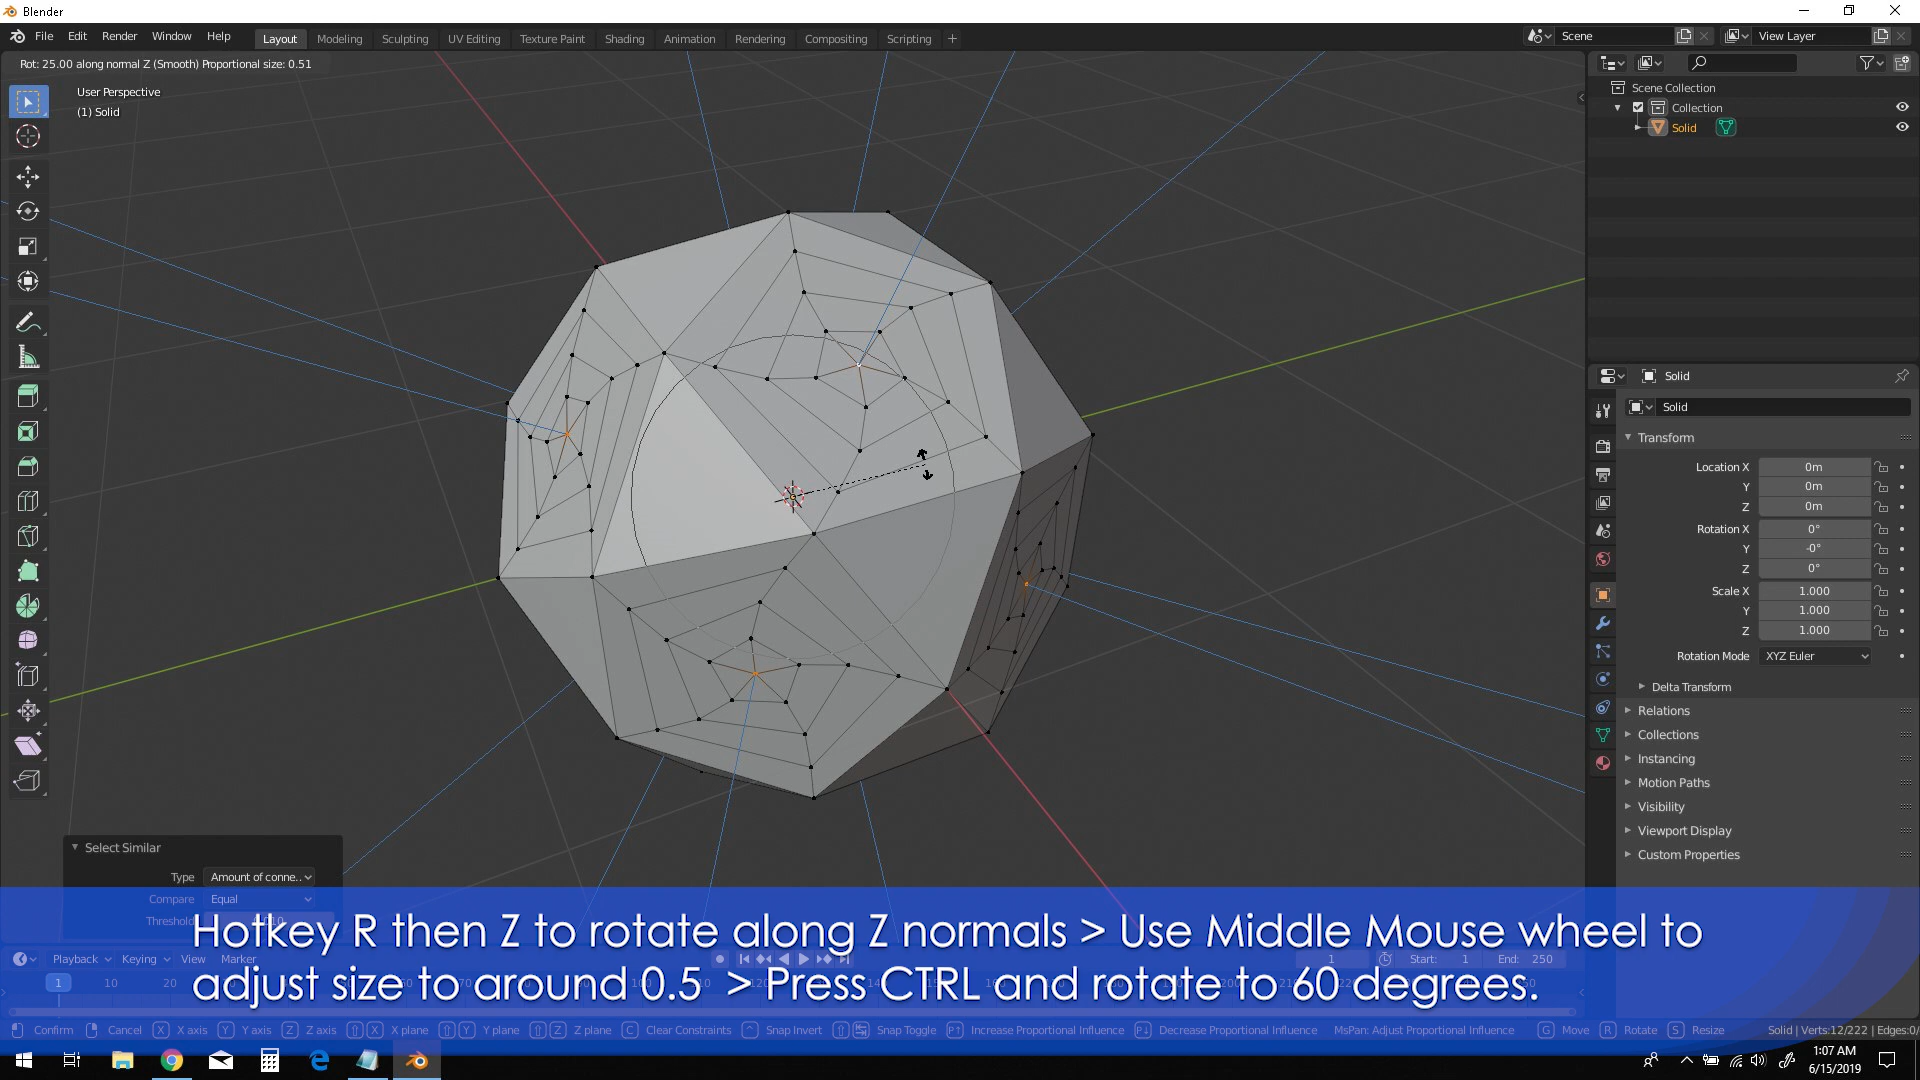 Blender
File Edit Render Window Help
Layout Modeling Sculpting UV Editing Texture Paint Shading Animation Rendering Compositing Scripting +
Scene
View Layer
Rot: 25.00 along normal Z (Smooth) Proportional size: 0.51
User Perspective
(1) Solid
Scene Collection
Collection
Solid
Solid
Solid
Transform
Location X 0m
Y 0m
Z 0m
Rotation X 0°
Y -0°
Z 0°
Scale X 1.000
Y 1.000
Z 1.000
Rotation Mode XYZ Euler
Delta Transform
Relations
Collections
Instancing
Motion Paths
Visibility
Viewport Display
Custom Properties
Select Similar
Type Amount of conne..
Compare Equal
Threshold
Hotkey R then Z to rotate along Z normals > Use Middle Mouse wheel to
adjust size to around 0.5 > Press CTRL and rotate to 60 degrees.
Playback Keying View Marker
1 Start: 1 End: 250
1 10 20
Confirm Cancel X X axis Y Y axis Z Z axis X X plane Y Y plane Z Z plane C Clear Constraints Snap Invert Snap Toggle Increase Proportional Influence Decrease Proportional Influence MsPan: Adjust Proportional Influence G Move R Rotate S Resize Solid | Verts:12/222 | Edges:0/
1:07 AM
6/15/2019